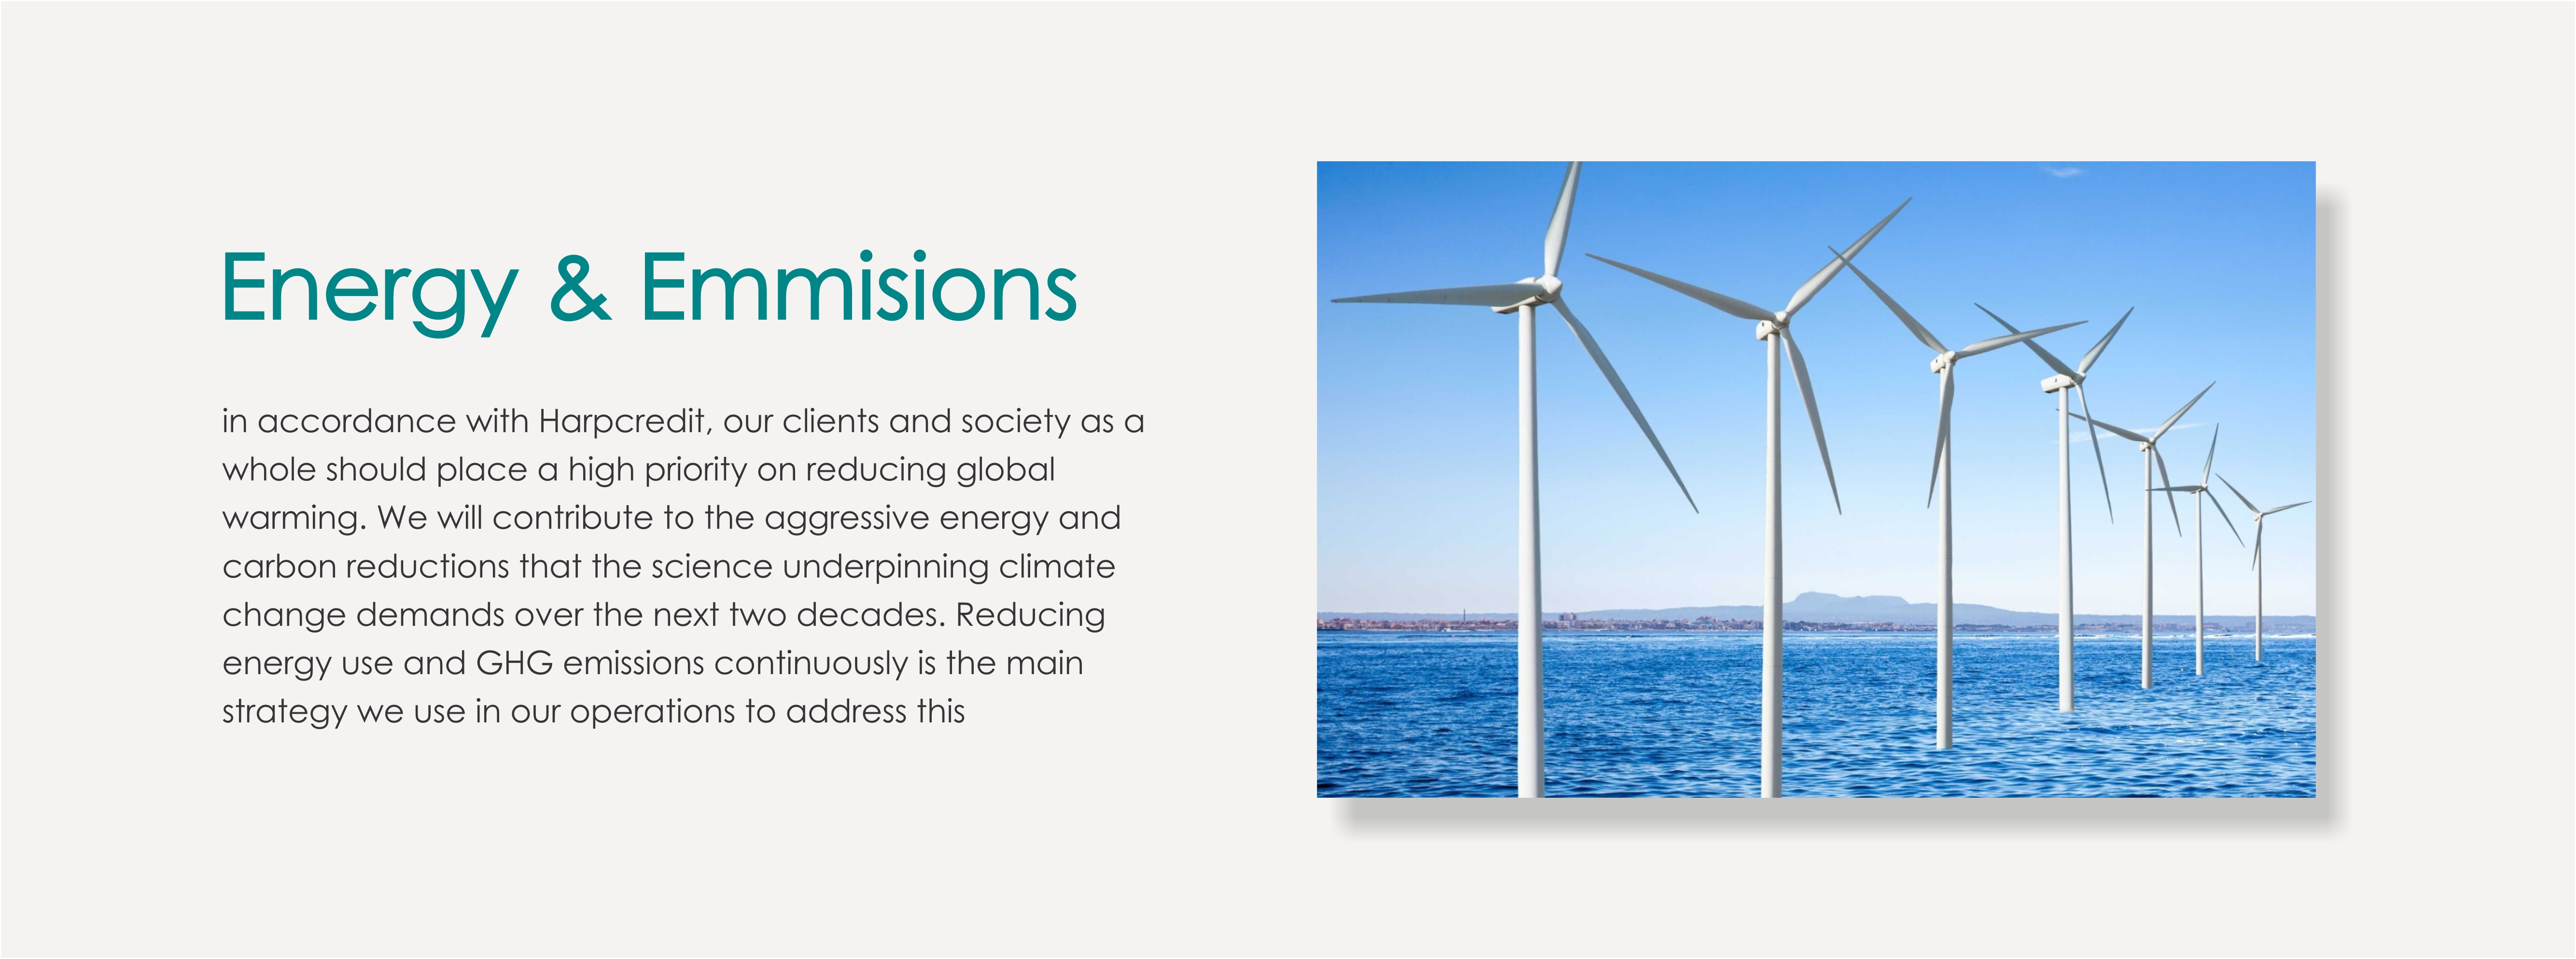 Energy & Emmisions
in accordance with Harpcredit, our clients and society as a
whole should place a high priority on reducing global
warming. We will contribute to the aggressive energy and
carbon reductions that the science underpinning climate
change demands over the next two decades. Reducing
energy use and GHG emissions continuously is the main
strategy we use in our operations to address this